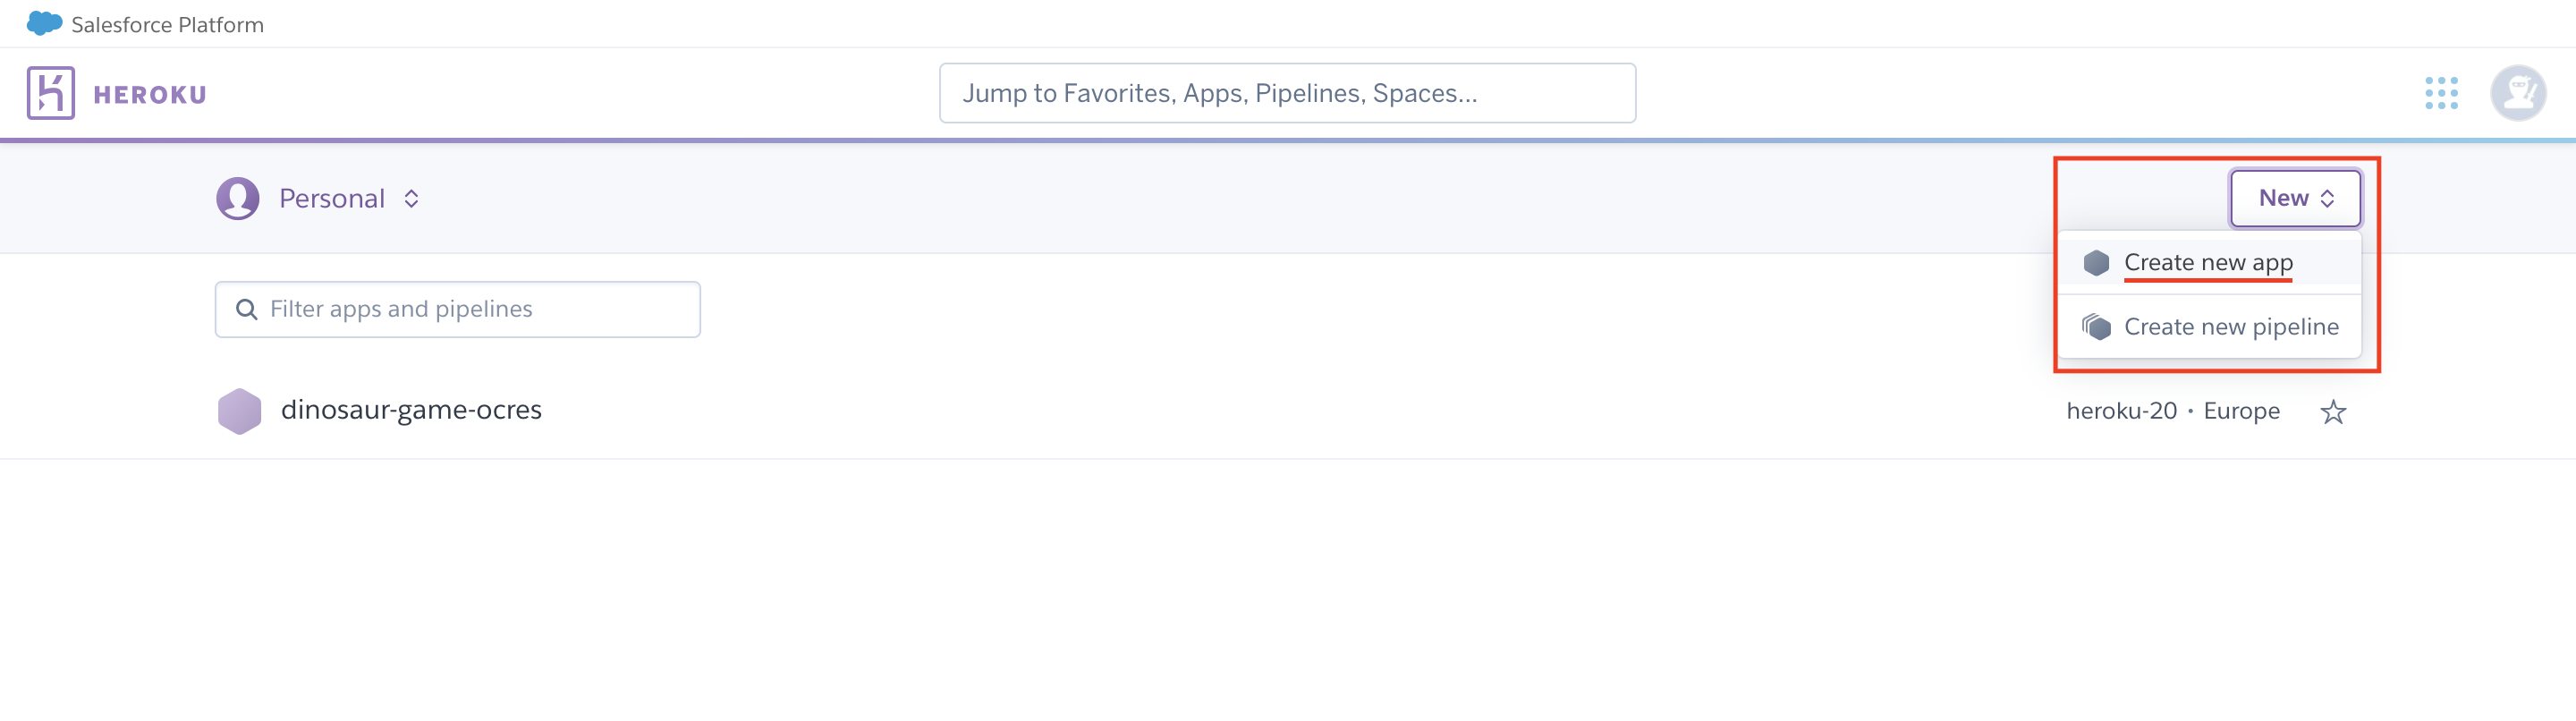 Salesforce Platform
HEROKU
Jump to Favorites, Apps, Pipelines, Spaces...
Personal
New
Create new app
Filter apps and pipelines
Create new pipeline
dinosaur-game-ocres
heroku-20 • Europe